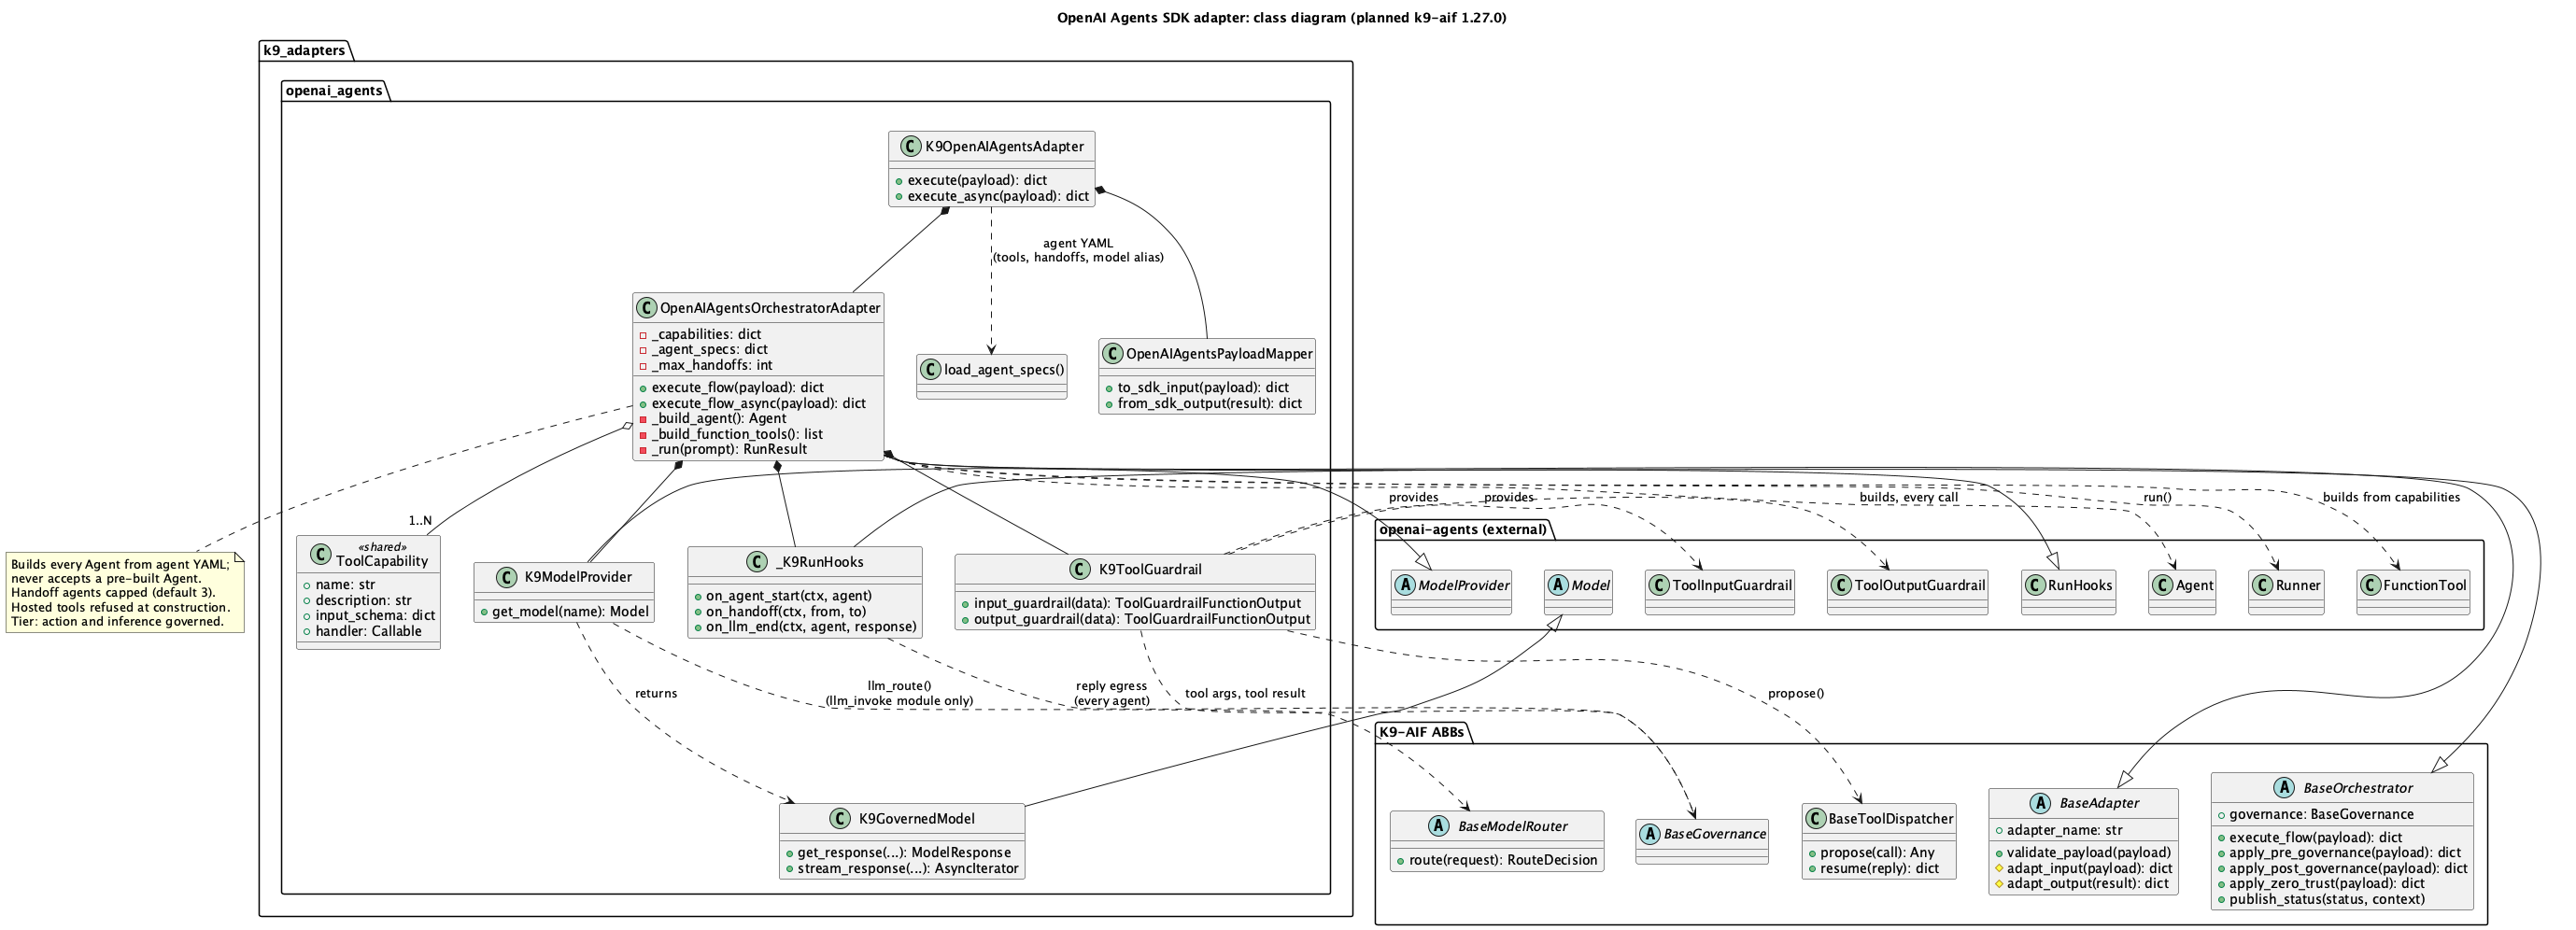 OpenAI Agents SDK adapter: class diagram (planned k9-aif 1.27.0)
k9_adapters
openai_agents
C K9OpenAIAgentsAdapter
execute(payload): dict
execute_async(payload): dict
agent YAML
(tools, handoffs, model alias)
C OpenAIAgentsOrchestratorAdapter
_capabilities: dict
_agent_specs: dict
_max_handoffs: int
execute_flow(payload): dict
execute_flow_async(payload): dict
_build_agent(): Agent
_build_function_tools(): list
_run(prompt): RunResult
C load_agent_specs()
C OpenAIAgentsPayloadMapper
to_sdk_input(payload): dict
from_sdk_output(result): dict
1..N
provides
provides
builds, every call
run()
builds from capabilities
Builds every Agent from agent YAML;
never accepts a pre-built Agent.
Handoff agents capped (default 3).
Hosted tools refused at construction.
Tier: action and inference governed.
C «shared»
ToolCapability
name: str
description: str
input_schema: dict
handler: Callable
C K9ModelProvider
get_model(name): Model
C _K9RunHooks
on_agent_start(ctx, agent)
on_handoff(ctx, from, to)
on_llm_end(ctx, agent, response)
C K9ToolGuardrail
input_guardrail(data): ToolGuardrailFunctionOutput
output_guardrail(data): ToolGuardrailFunctionOutput
openai-agents (external)
A ModelProvider
A Model
C ToolInputGuardrail
C ToolOutputGuardrail
C RunHooks
C Agent
C Runner
C FunctionTool
returns
llm_route()
(llm_invoke module only)
reply egress
(every agent)
tool args, tool result
propose()
C K9GovernedModel
get_response(...): ModelResponse
stream_response(...): AsyncIterator
K9-AIF ABBs
A BaseModelRouter
route(request): RouteDecision
A BaseGovernance
C BaseToolDispatcher
propose(call): Any
resume(reply): dict
A BaseAdapter
adapter_name: str
validate_payload(payload)
adapt_input(payload): dict
adapt_output(result): dict
A BaseOrchestrator
governance: BaseGovernance
execute_flow(payload): dict
apply_pre_governance(payload): dict
apply_post_governance(payload): dict
apply_zero_trust(payload): dict
publish_status(status, context)